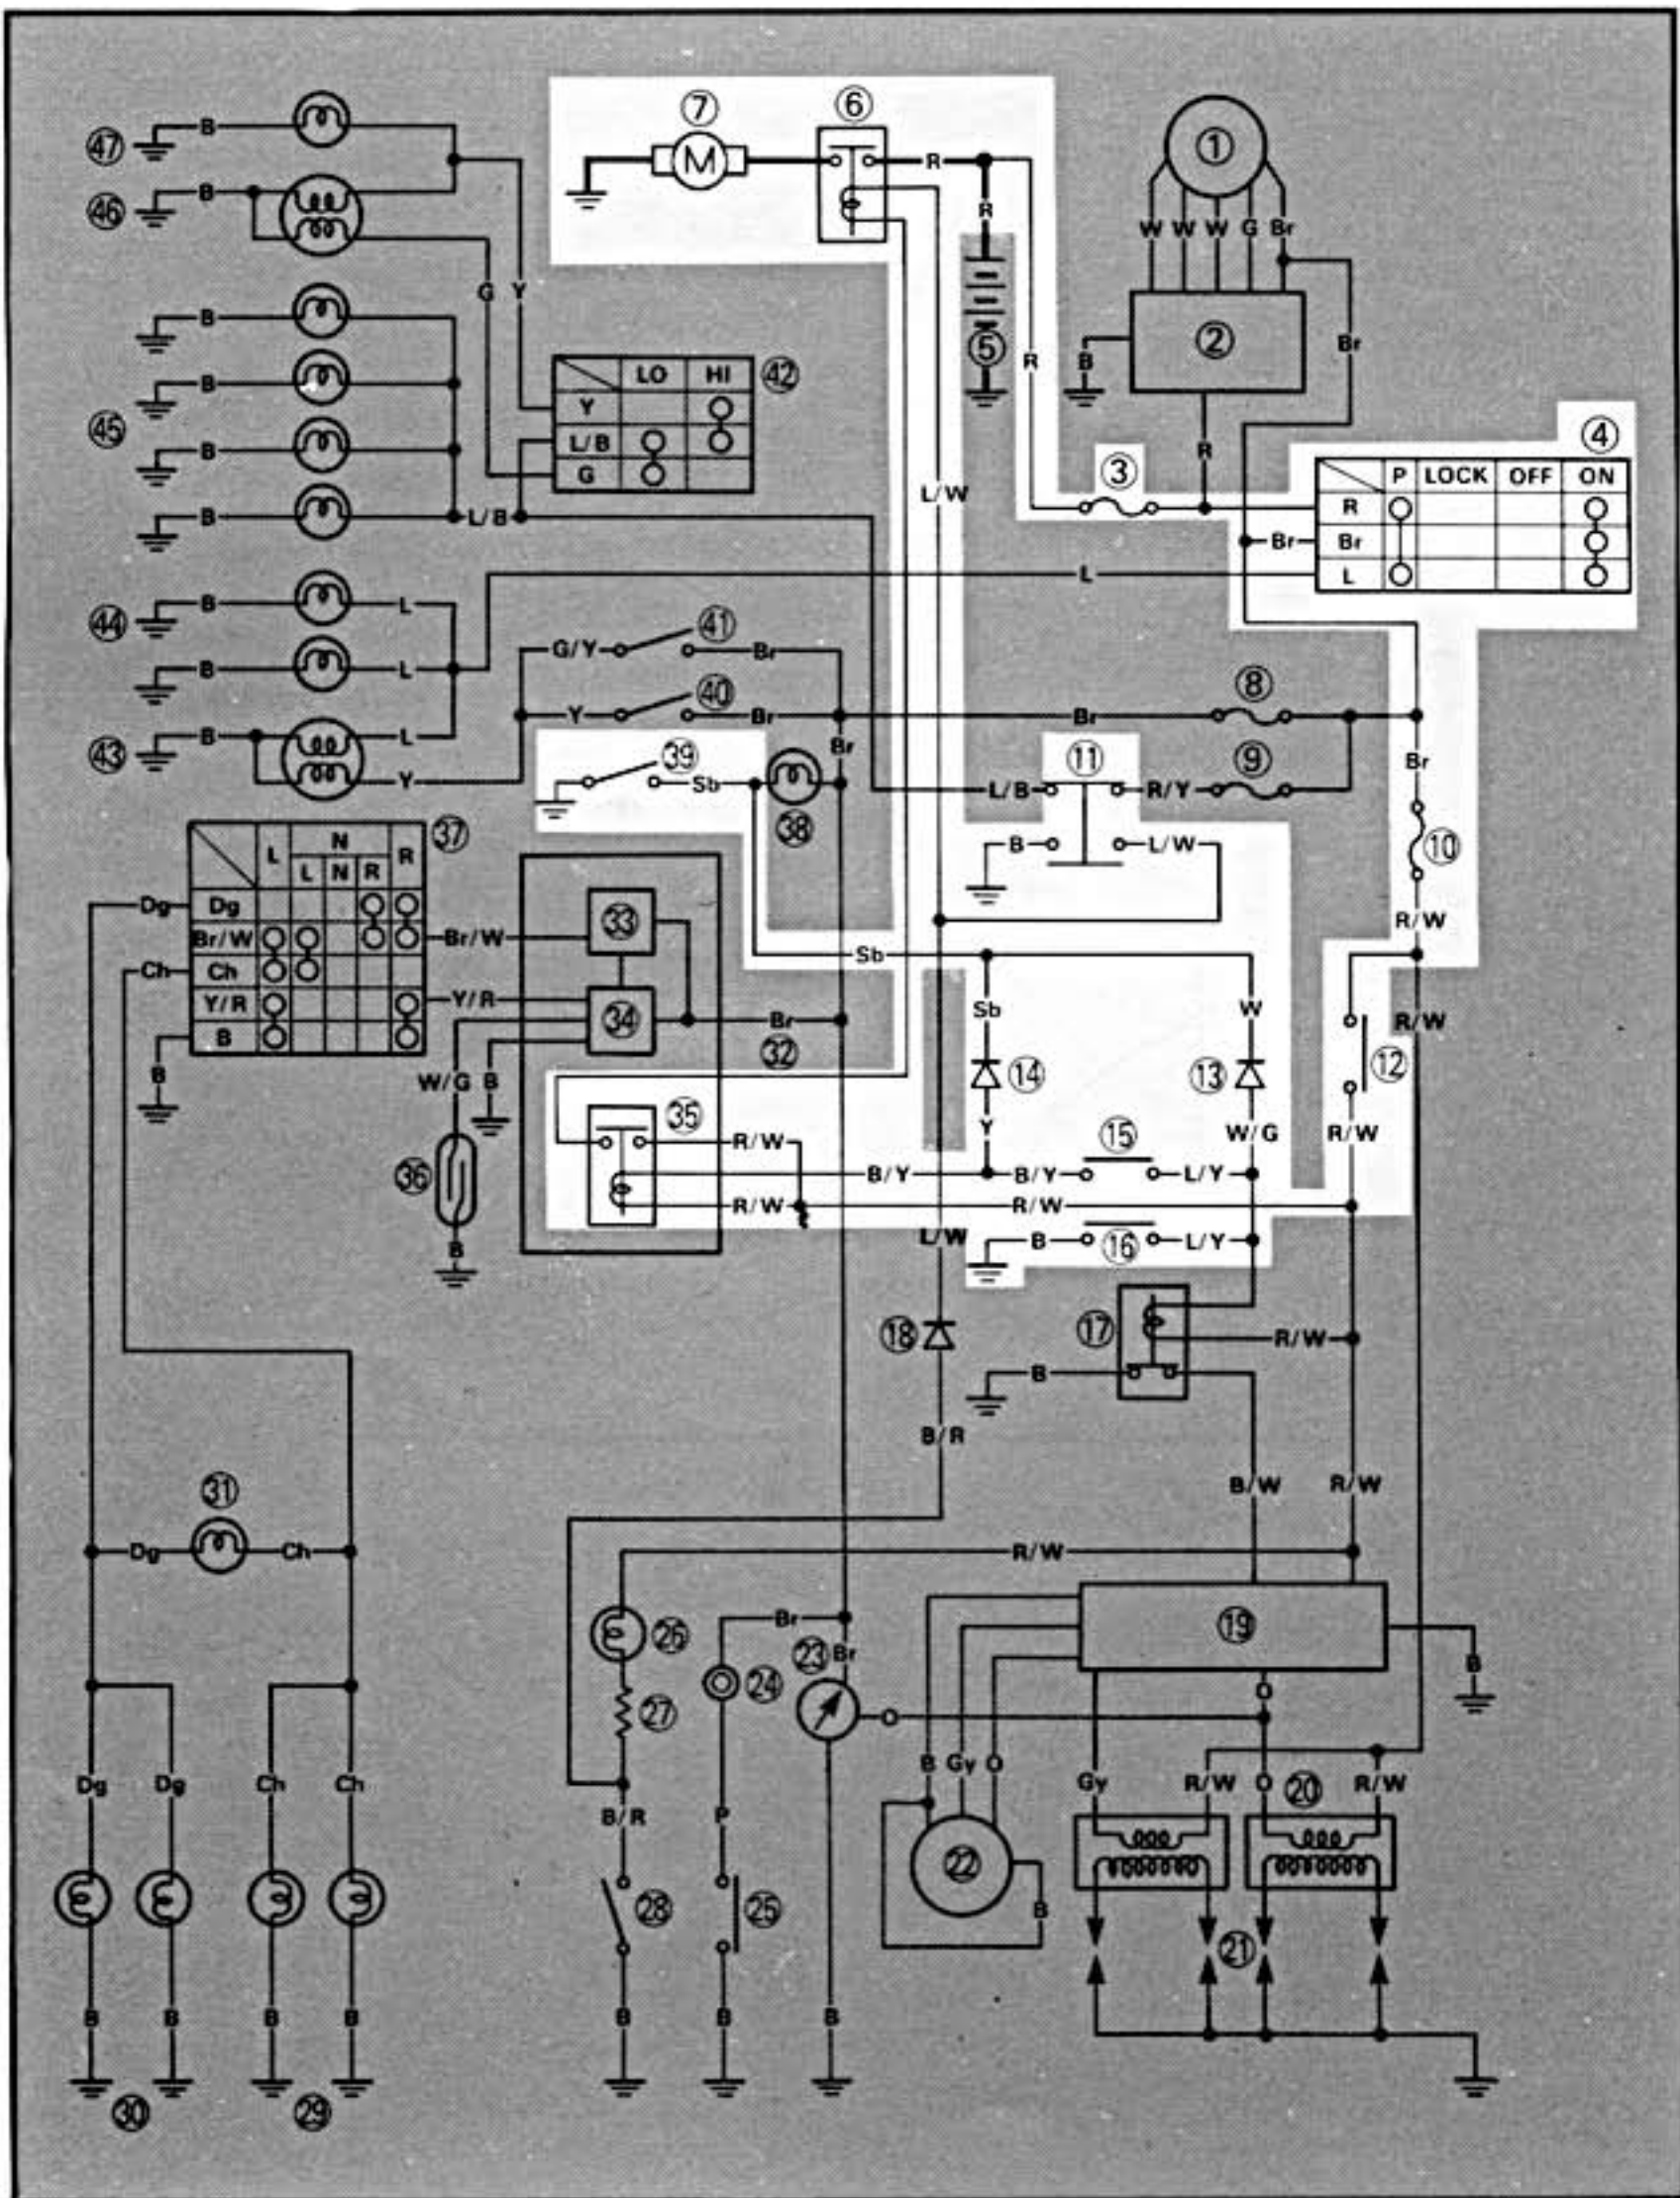 ⑦ ⑥
①
㊼ B
M R
㊻ B
R
W W W G Br
G Y
B
②
B Br
⑤ R
B
LO HI ㊷
Y
㊺
④
B L/B
G
R
③
P LOCK OFF ON
L/W
R
B L/B
Br Br
L L
B L
㊹ ㊶
G/Y Br
B L
㊵ ⑧
Y Br Br
B L Br
㊸ ㊴ ⑪ ⑨ Br
Y Sb L/B R/Y
㊳
N ㊲
L R B L/W ⑩
L N R
Dg Dg ㉝ R/W
Br/W Br/W
Sb
Ch Ch
Y/R Y/R Sb W
B ㉞ Br R/W
㉜
B W/G B ⑭ ⑬ ⑫
㉟ Y W/G R/W
R/W ⑮
㊱ B/Y B/Y L/Y
R/W R/W
B L/W B ⑯ L/Y
⑱ ⑰ R/W
B
B/R
㉛ B/W R/W
Dg Ch R/W
Br ⑲
㉖ ㉓ Br B
㉔ O
㉗ O
B Gy O
Dg Dg Ch Ch Gy R/W O ⑳ R/W
B/R P
㉒
㉘ ㉕ B
㉑
B B B B B B B
㉚ ㉙